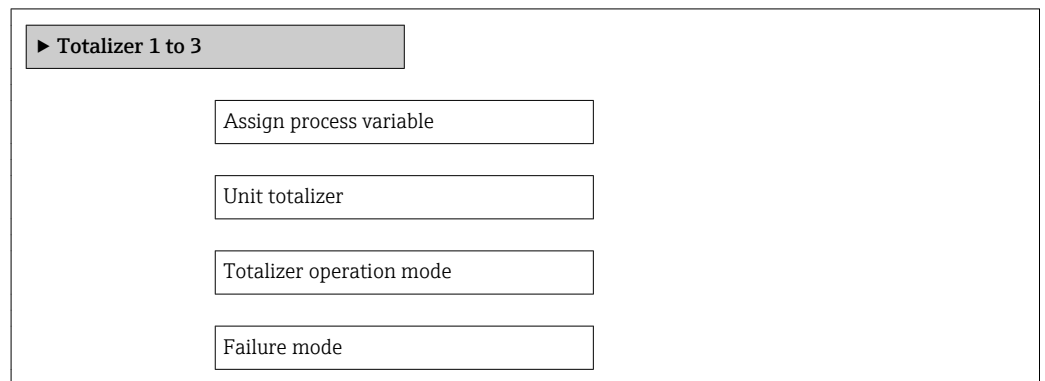 ▶ Totalizer 1 to 3
Assign process variable
Unit totalizer
Totalizer operation mode
Failure mode